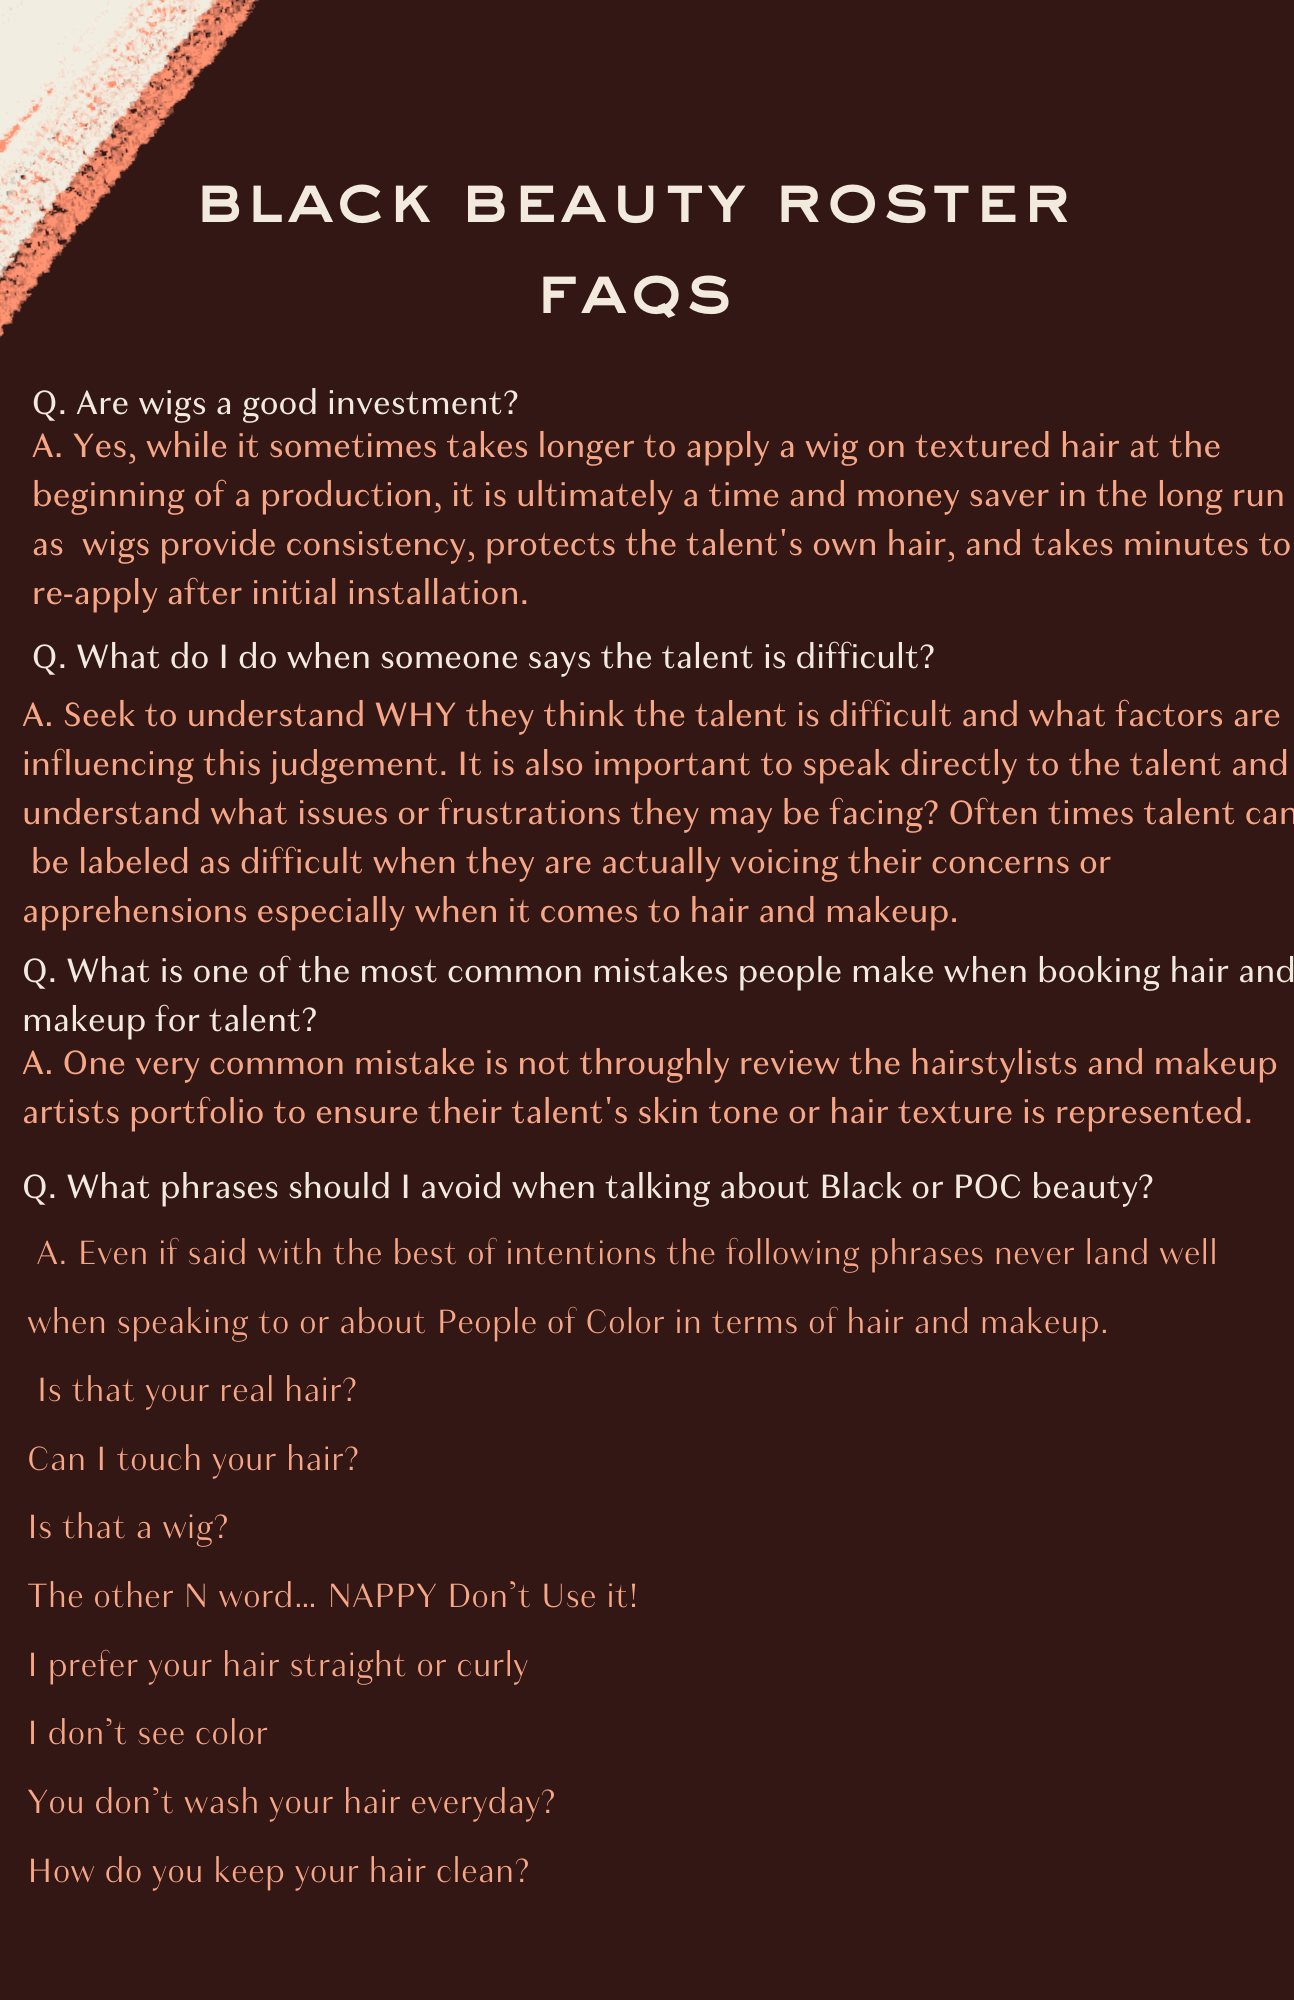 BLACK BEAUTY ROSTER
FAQS
Q. Are wigs a good investment?
A. Yes, while it sometimes takes longer to apply a wig on textured hair at the
beginning of a production, it is ultimately a time and money saver in the long run
as wigs provide consistency, protects the talent's own hair, and takes minutes to
re-apply after initial installation.
Q. What do I do when someone says the talent is difficult?
A. Seek to understand WHY they think the talent is difficult and what factors are
influencing this judgement. It is also important to speak directly to the talent and
understand what issues or frustrations they may be facing? Often times talent can
be labeled as difficult when they are actually voicing their concerns or
apprehensions especially when it comes to hair and makeup.
Q. What is one of the most common mistakes people make when booking hair and
makeup for talent?
A. One very common mistake is not throughly review the hairstylists and makeup
artists portfolio to ensure their talent's skin tone or hair texture is represented.
Q. What phrases should I avoid when talking about Black or POC beauty?
A. Even if said with the best of intentions the following phrases never land well
when speaking to or about People of Color in terms of hair and makeup.
Is that your real hair?
Can I touch your hair?
Is that a wig?
The other N word... NAPPY Don’t Use it!
I prefer your hair straight or curly
I don’t see color
You don’t wash your hair everyday?
How do you keep your hair clean?